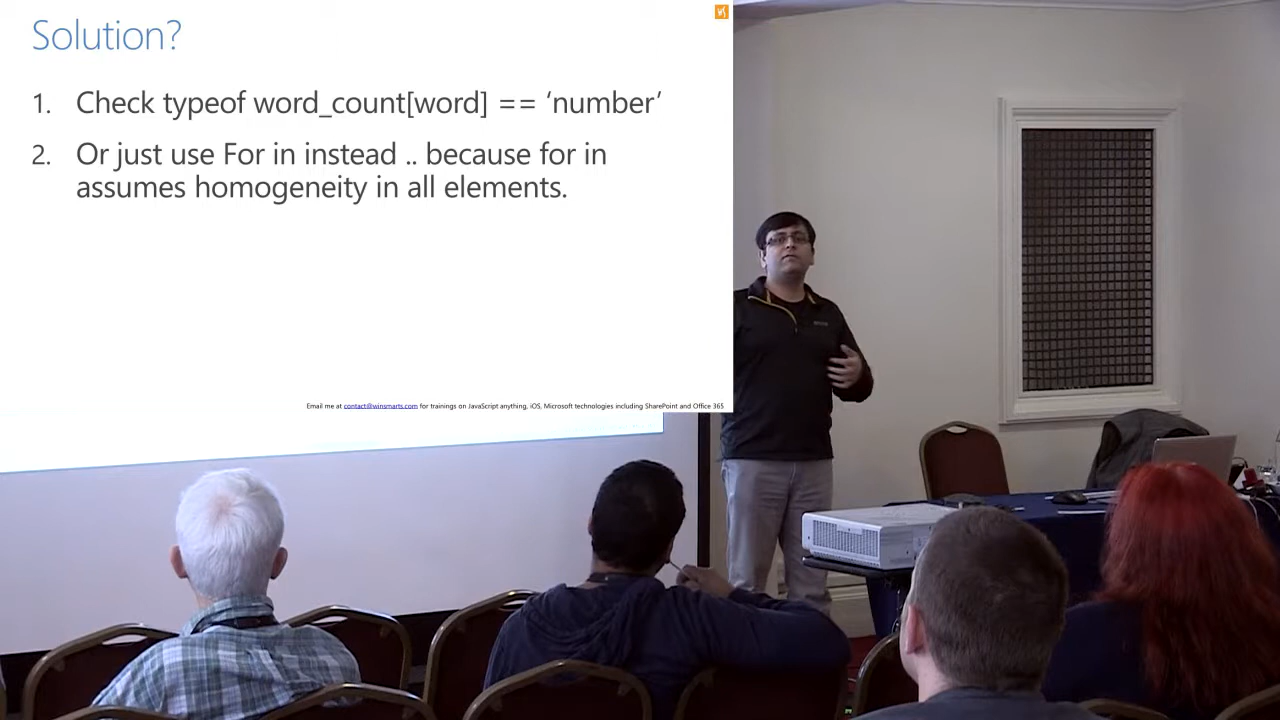 Solution?
1. Check typeof word_count[word] == ‘number’
2. Or just use For in instead .. because for in
assumes homogeneity in all elements.
Email me at contact@winsmarts.com for trainings on JavaScript anything, iOS, Microsoft technologies including SharePoint and Office 365